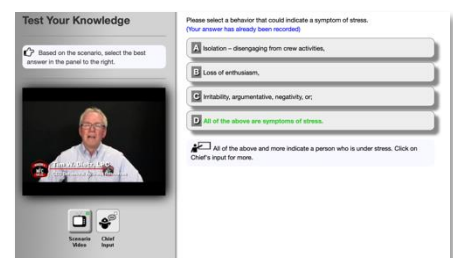 Test Your Knowledge
Based on the scenario, select the best
answer in the panel to the right.
Tim W. Dietz, LPC
Scenario
Video
Chief
Input
Please select a behavior that could indicate a symptom of stress.
(Your answer has already been recorded)
A Isolation – disengaging from crew activities,
B Loss of enthusiasm,
C Irritability, argumentative, negativity, or;
D All of the above are symptoms of stress.
All of the above and more indicate a person who is under stress. Click on
Chief's input for more.